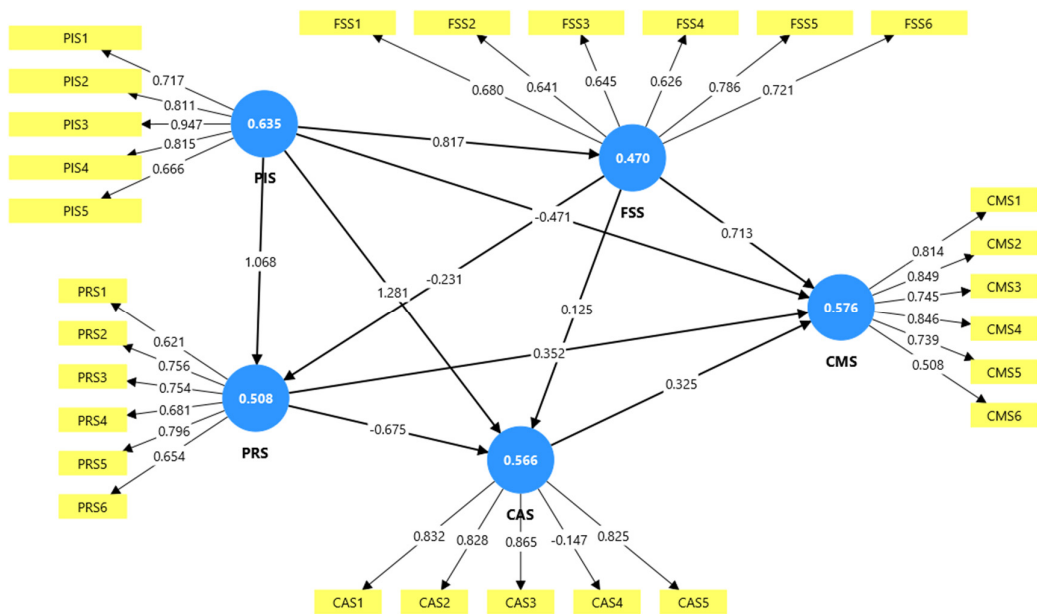 FSS1
FSS2
FSS3
FSS4
FSS5
FSS6
PIS1
PIS2
PIS3
PIS4
PIS5
0.717
0.811
0.947
0.815
0.666
0.680
0.641
0.645
0.626
0.786
0.721
0.635
PIS
0.817
0.470
FSS
-0.471
0.713
1.068
-0.231
1.281
0.125
CMS1
CMS2
CMS3
CMS4
CMS5
CMS6
0.814
0.849
0.745
0.846
0.739
0.508
0.576
CMS
PRS1
PRS2
PRS3
PRS4
PRS5
PRS6
0.621
0.756
0.754
0.681
0.796
0.654
0.508
PRS
0.352
0.325
-0.675
0.566
CAS
0.832
0.828
0.865
-0.147
0.825
CAS1
CAS2
CAS3
CAS4
CAS5